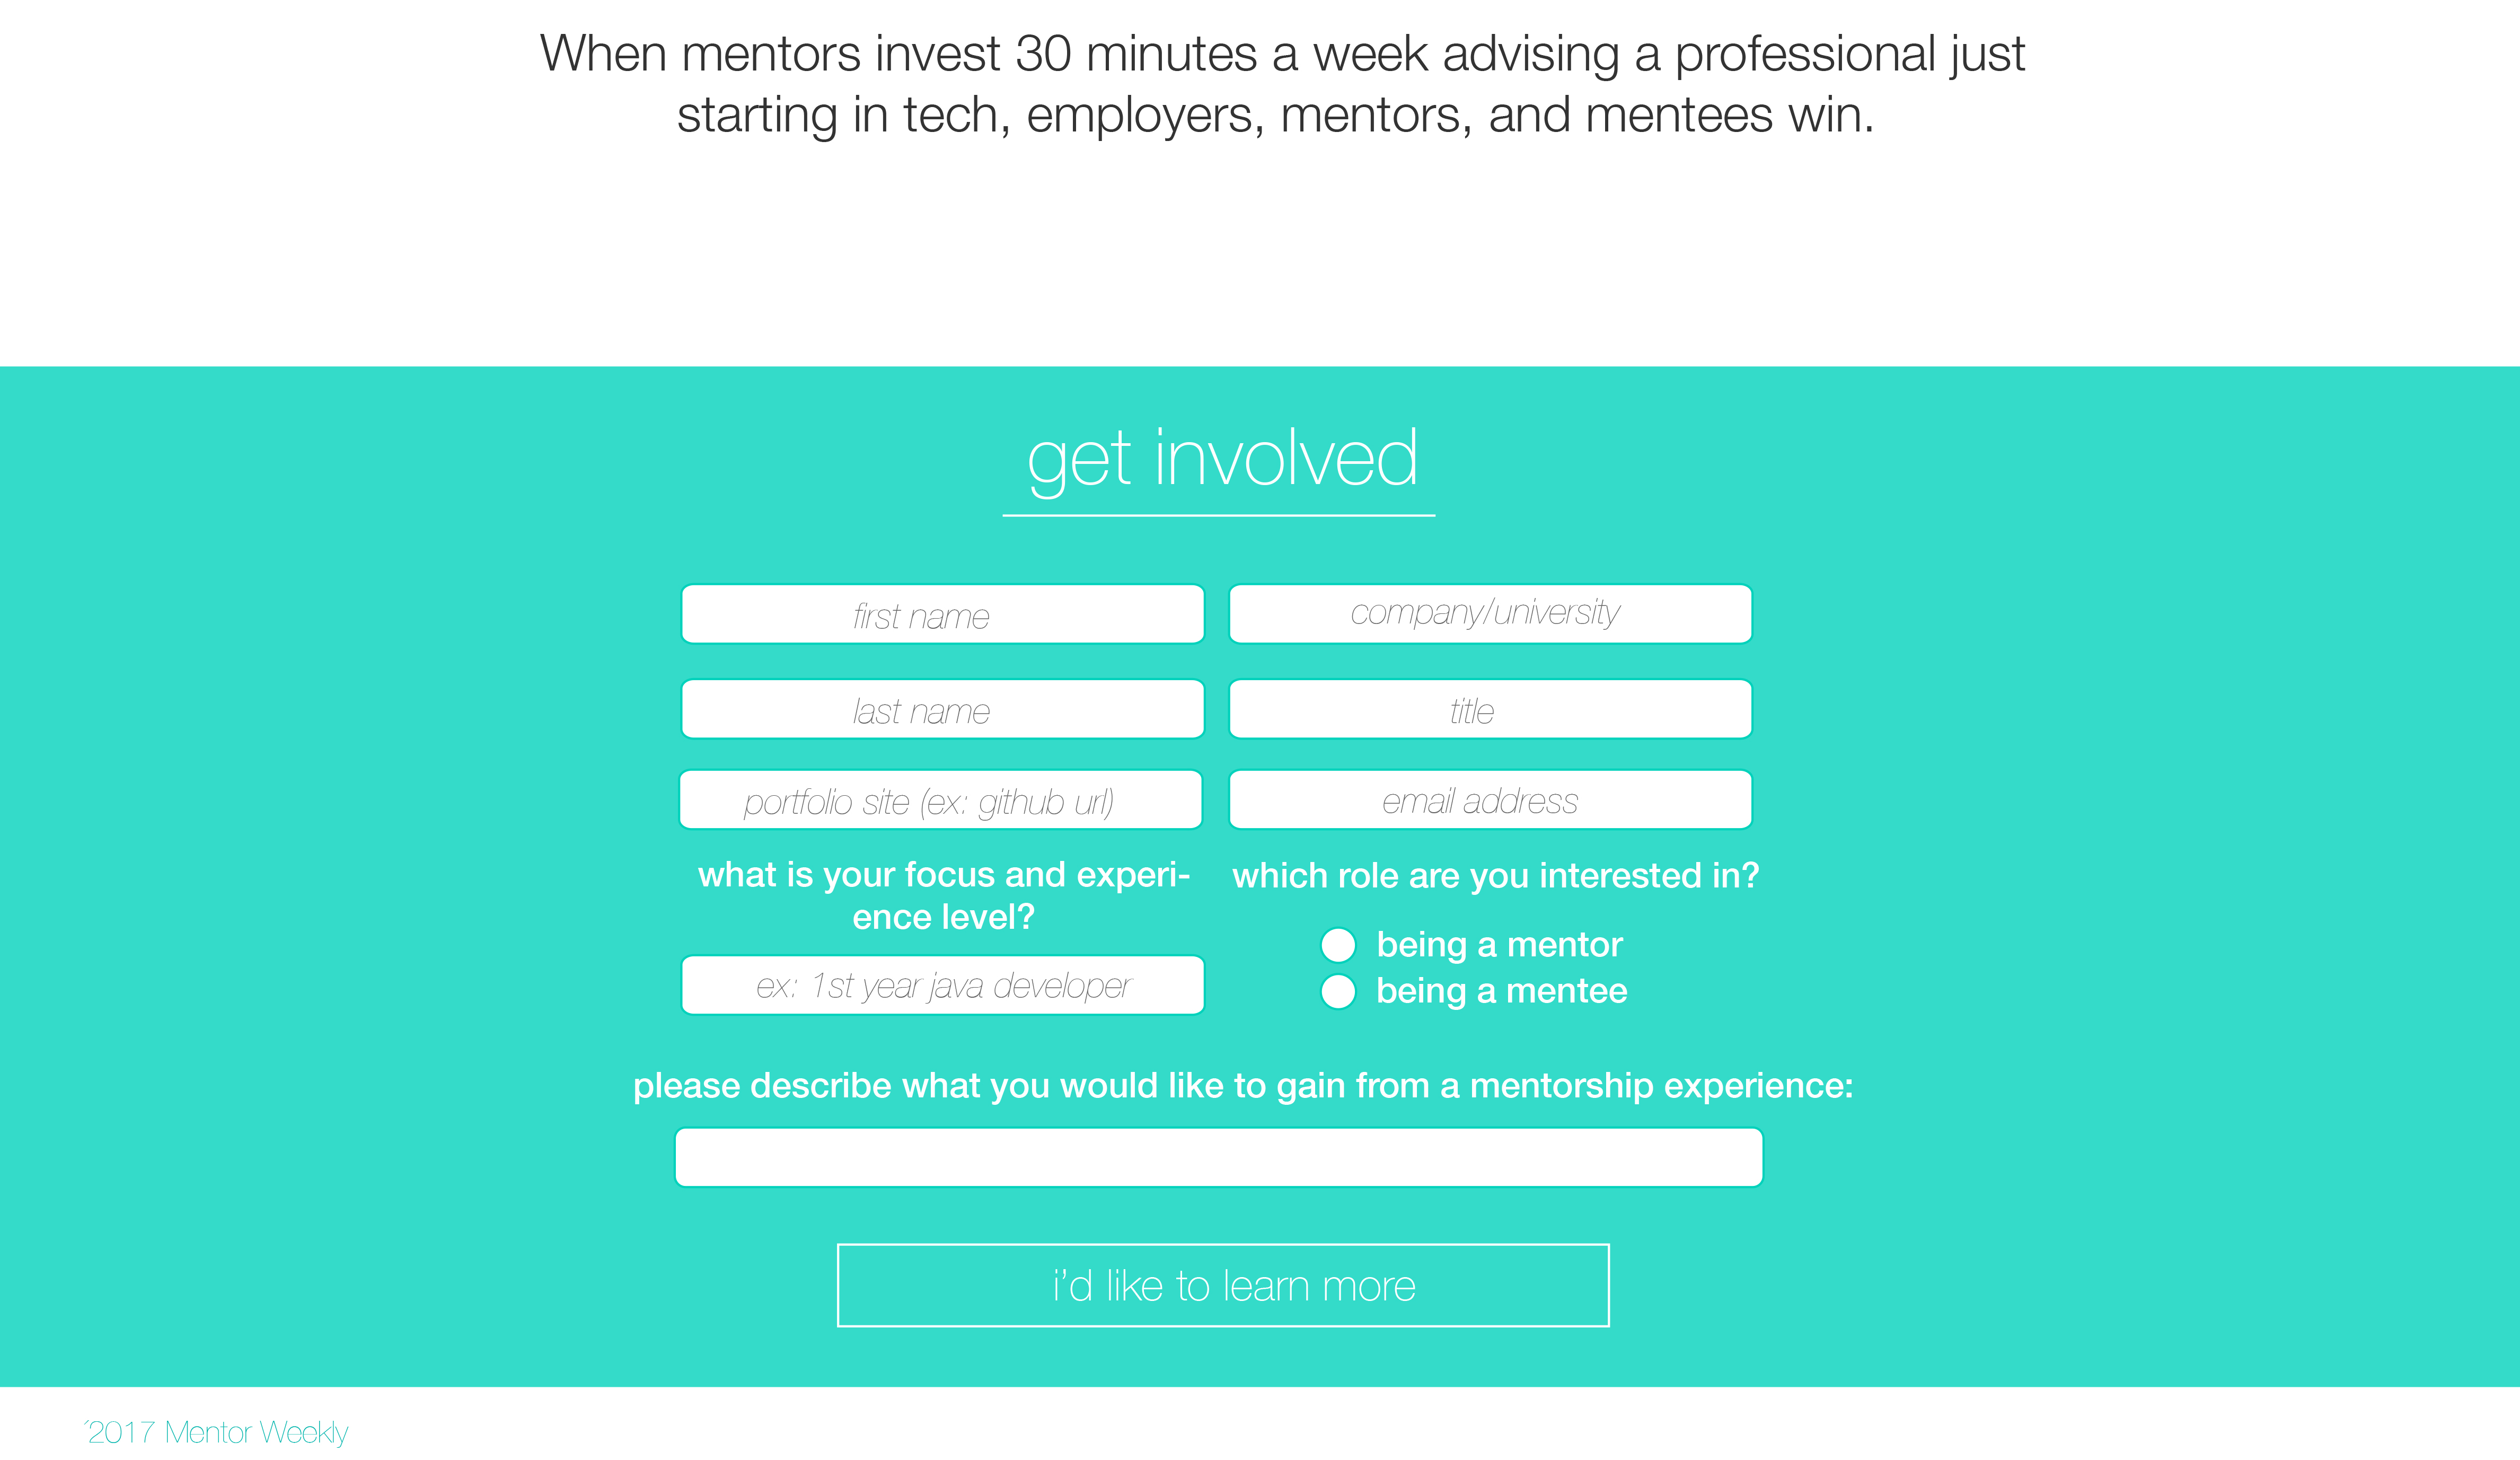 When mentors invest 30 minutes a week advising a professional just
starting in tech, employers, mentors, and mentees win.
get involved
first name
company/university
last name
title
portfolio site (ex: github url)
email address
what is your focus and experi-
ence level?
ex: 1st year java developer
which role are you interested in?
being a mentor
being a mentee
please describe what you would like to gain from a mentorship experience:
i’d like to learn more
´2017 Mentor Weekly